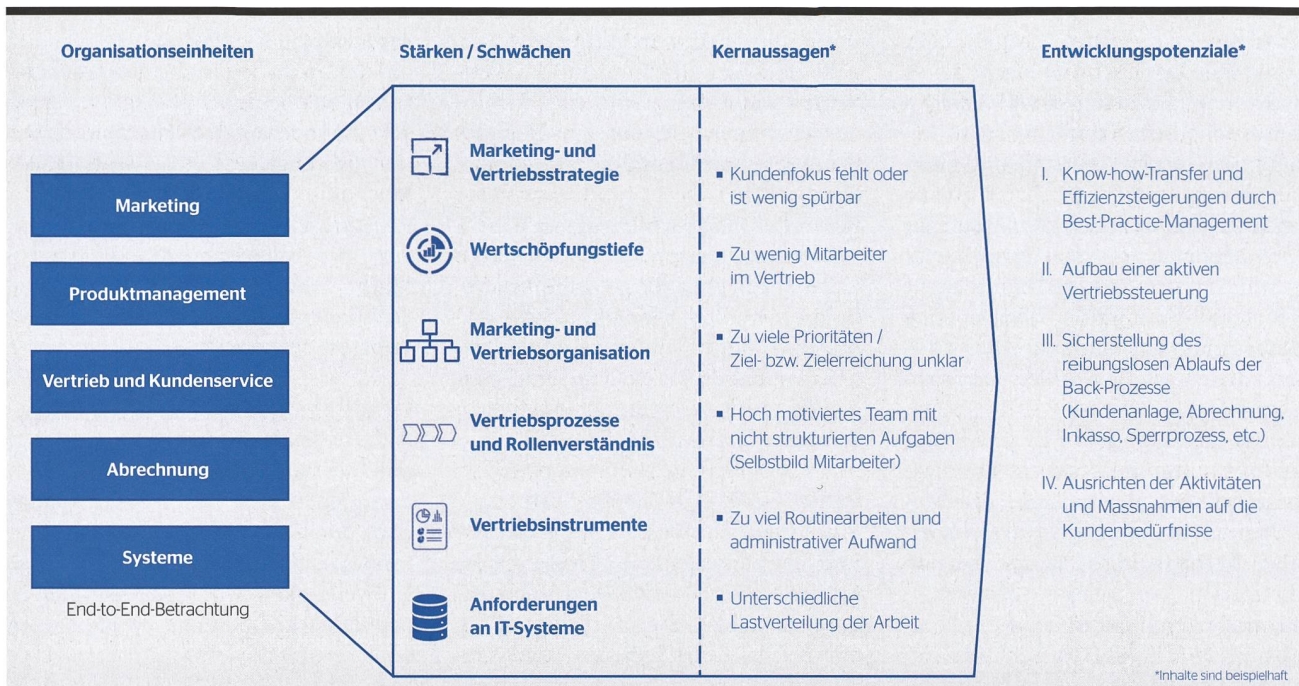 Organisationseinheiten
Marketing
Produktmanagement
Vertrieb und Kundenservice
Abrechnung
Systeme
End-to-End-Betrachtung
Stärken / Schwächen
Marketing- und
Vertriebsstrategie
Wertschöpfungstiefe
Marketing- und
Vertriebsorganisation
Vertriebsprozesse
und Rollenverständnis
Vertriebsinstrumente
Anforderungen
an IT-Systeme
Kernaussagen*
▪ Kundenfokus fehlt oder
ist wenig spürbar
▪ Zu wenig Mitarbeiter
im Vertrieb
▪ Zu viele Prioritäten /
Ziel- bzw. Zielerreichung unklar
▪ Hoch motiviertes Team mit
nicht strukturierten Aufgaben
(Selbstbild Mitarbeiter)
▪ Zu viel Routinearbeiten und
administrativer Aufwand
▪ Unterschiedliche
Lastverteilung der Arbeit
Entwicklungspotenziale*
I. Know-how-Transfer und
Effizienzsteigerungen durch
Best-Practice-Management
II. Aufbau einer aktiven
Vertriebssteuerung
III. Sicherstellung des
reibungslosen Ablaufs der
Back-Prozesse
(Kundenanlage, Abrechnung,
Inkasso, Sperrprozess, etc.)
IV. Ausrichten der Aktivitäten
und Massnahmen auf die
Kundenbedürfnisse
*Inhalte sind beispielhaft